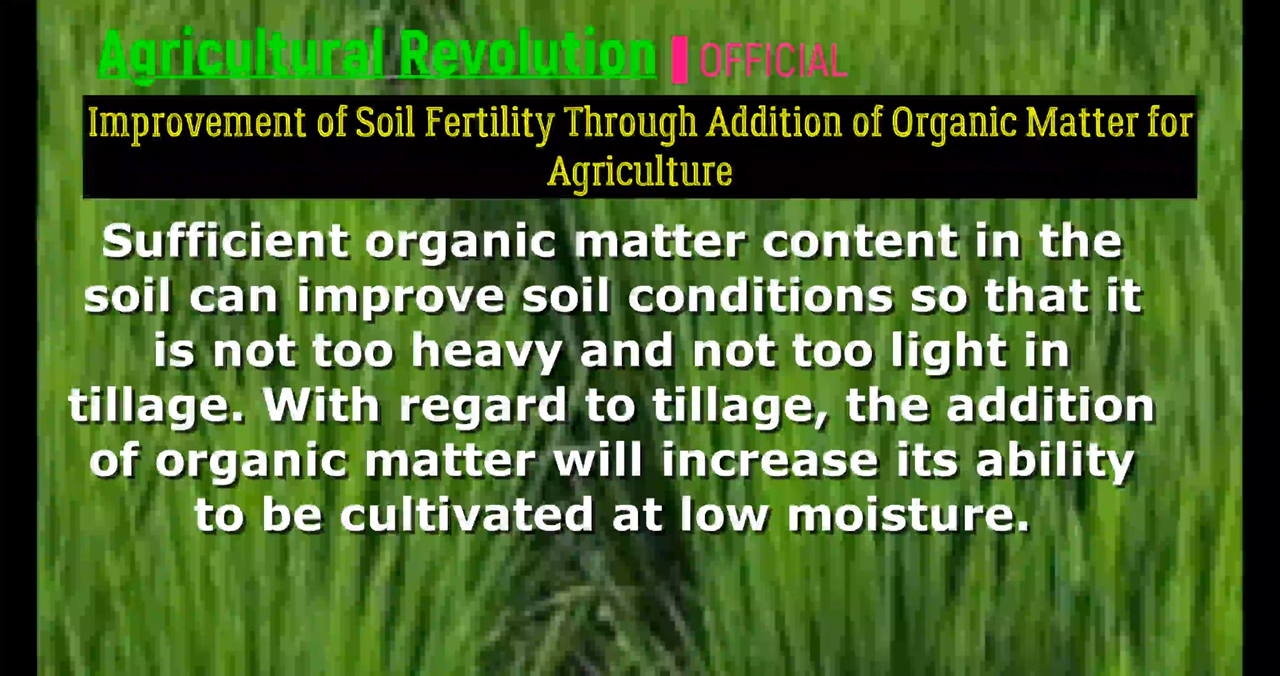 Agricultural Revolution OFFICIAL
Improvement of Soil Fertility Through Addition of Organic Matter for
Agriculture
Sufficient organic matter content in the
soil can improve soil conditions so that it
is not too heavy and not too light in
tillage. With regard to tillage, the addition
of organic matter will increase its ability
to be cultivated at low moisture.